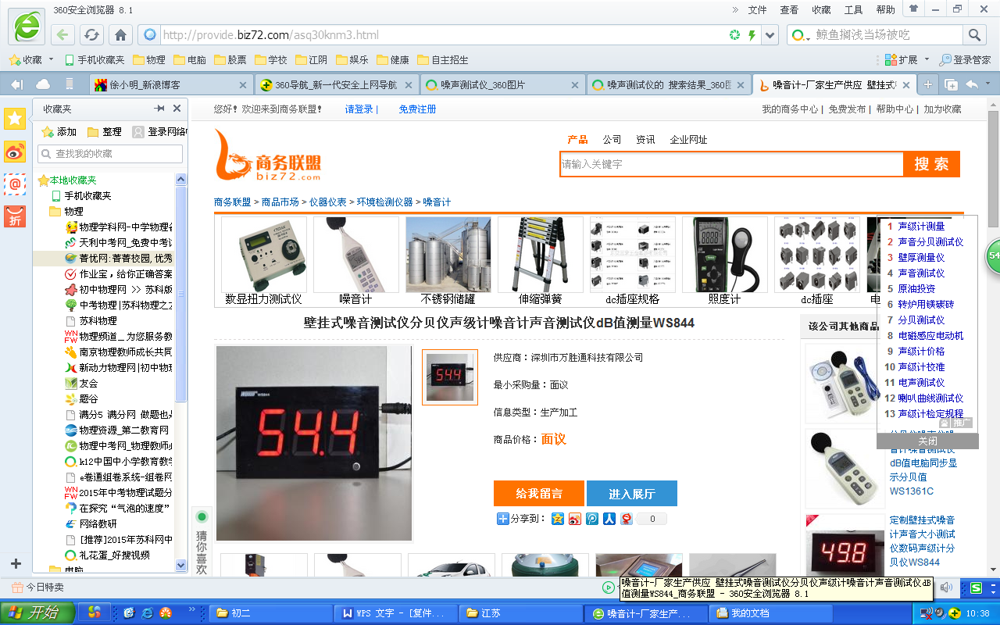 360安全浏览器 8.1
» 文件 查看 收藏 工具 帮助
http://provide.biz72.com/asq30knm3.html
鲸鱼搁浅当场被吃
收藏 手机收藏夹 物理 电脑 股票 学校 江阴 娱乐 健康 自主招生 扩展 登录管家
徐小明_新浪博客 360导航_新一代安全上网导航 噪声测试仪_360图片 噪声测试仪的 搜索结果_360图 噪音计-厂家生产供应 壁挂式
收藏夹
添加 整理 登录网络
查找我的收藏
本地收藏夹
手机收藏夹
物理
物理学科网-中学物理
天利中考网_免费中国
菁优网 菁菁校园,家
作业宝，给你正确答案
初中物理网 >> 苏科版
中考物理|苏科物理之
苏科物理
物理频道_ 为您服务教
南京物理教师成长共同
新动力物理网|初中物
友会
题谷
满分5 满分网 做题也
物理资源_第二教育网
物理中考网_物理教师
k12中国中小学教育教
e卷通组卷系统-组卷网
2015年中考物理试题分
在探究“气泡的速度”
网络教研
[推荐]2015年苏科网中
礼花蛋_好搜视频
电脑
您好! 欢迎来到商务联盟! 请登录| 免费注册
我的商务中心| 免费发布| 帮助中心| 加为收藏
商务联盟
biz72.com
产品 公司 资讯 企业网址
请输入关键字
搜 索
商务联盟 > 商品市场 > 仪器仪表 > 环境检测仪器 > 噪音计
数显扭力测试仪 噪音计 不锈钢储罐 伸缩弹簧 dc插座规格 照度计 dc插座
1 声级计测量
2 声音分贝测试仪
3 壁厚测量仪
4 声音测试仪
5 原油投资
6 转炉用镁碳砖
7 分贝测试仪
8 电磁感应电动机
9 声级计价格
10 声级计校准
11 电声测试仪
12 喇叭曲线测试仪
13 声级计检定规程
推广
关闭
壁挂式噪音测试仪分贝仪声级计噪音计声音测试仪dB值测量WS844
WS844
54.4
54.4
供应商：深圳市万胜通科技有限公司
最小采购量：面议
信息类型：生产加工
商品价格：面议
给我留言 进入展厅
分享到： 0
该公司其他商品
音计噪声测试仪
dB值电脑同步显
示分贝值
WS1361C
定制壁挂式噪音
计声音大小测试
仪数码声级计分
贝仪WS844
49.8
54
猜你喜欢
今日特卖
噪音计-厂家生产供应 壁挂式噪音测试仪分贝仪声级计噪音计声音测试仪dB
值测量WS844_商务联盟 - 360安全浏览器 8.1
开始 » 初二 WPS 文字 - [复件... 江苏 噪音计-厂家生产... 我的文档 10:38